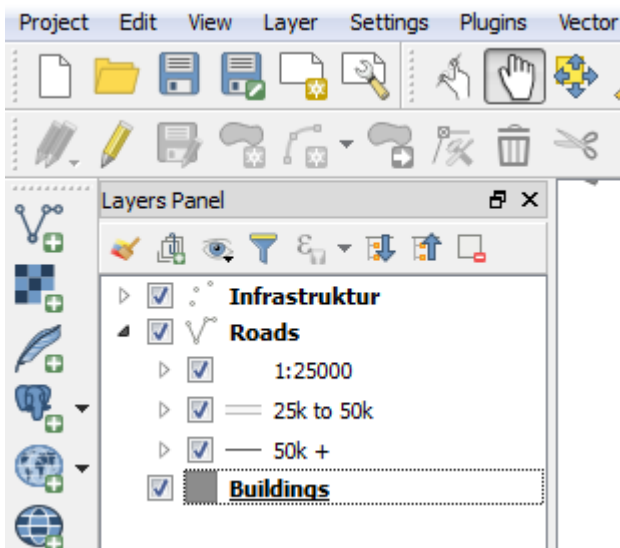 Project Edit View Layer Settings Plugins Vector
Layers Panel
Infrastruktur
Roads
1:25000
25k to 50k
50k +
Buildings